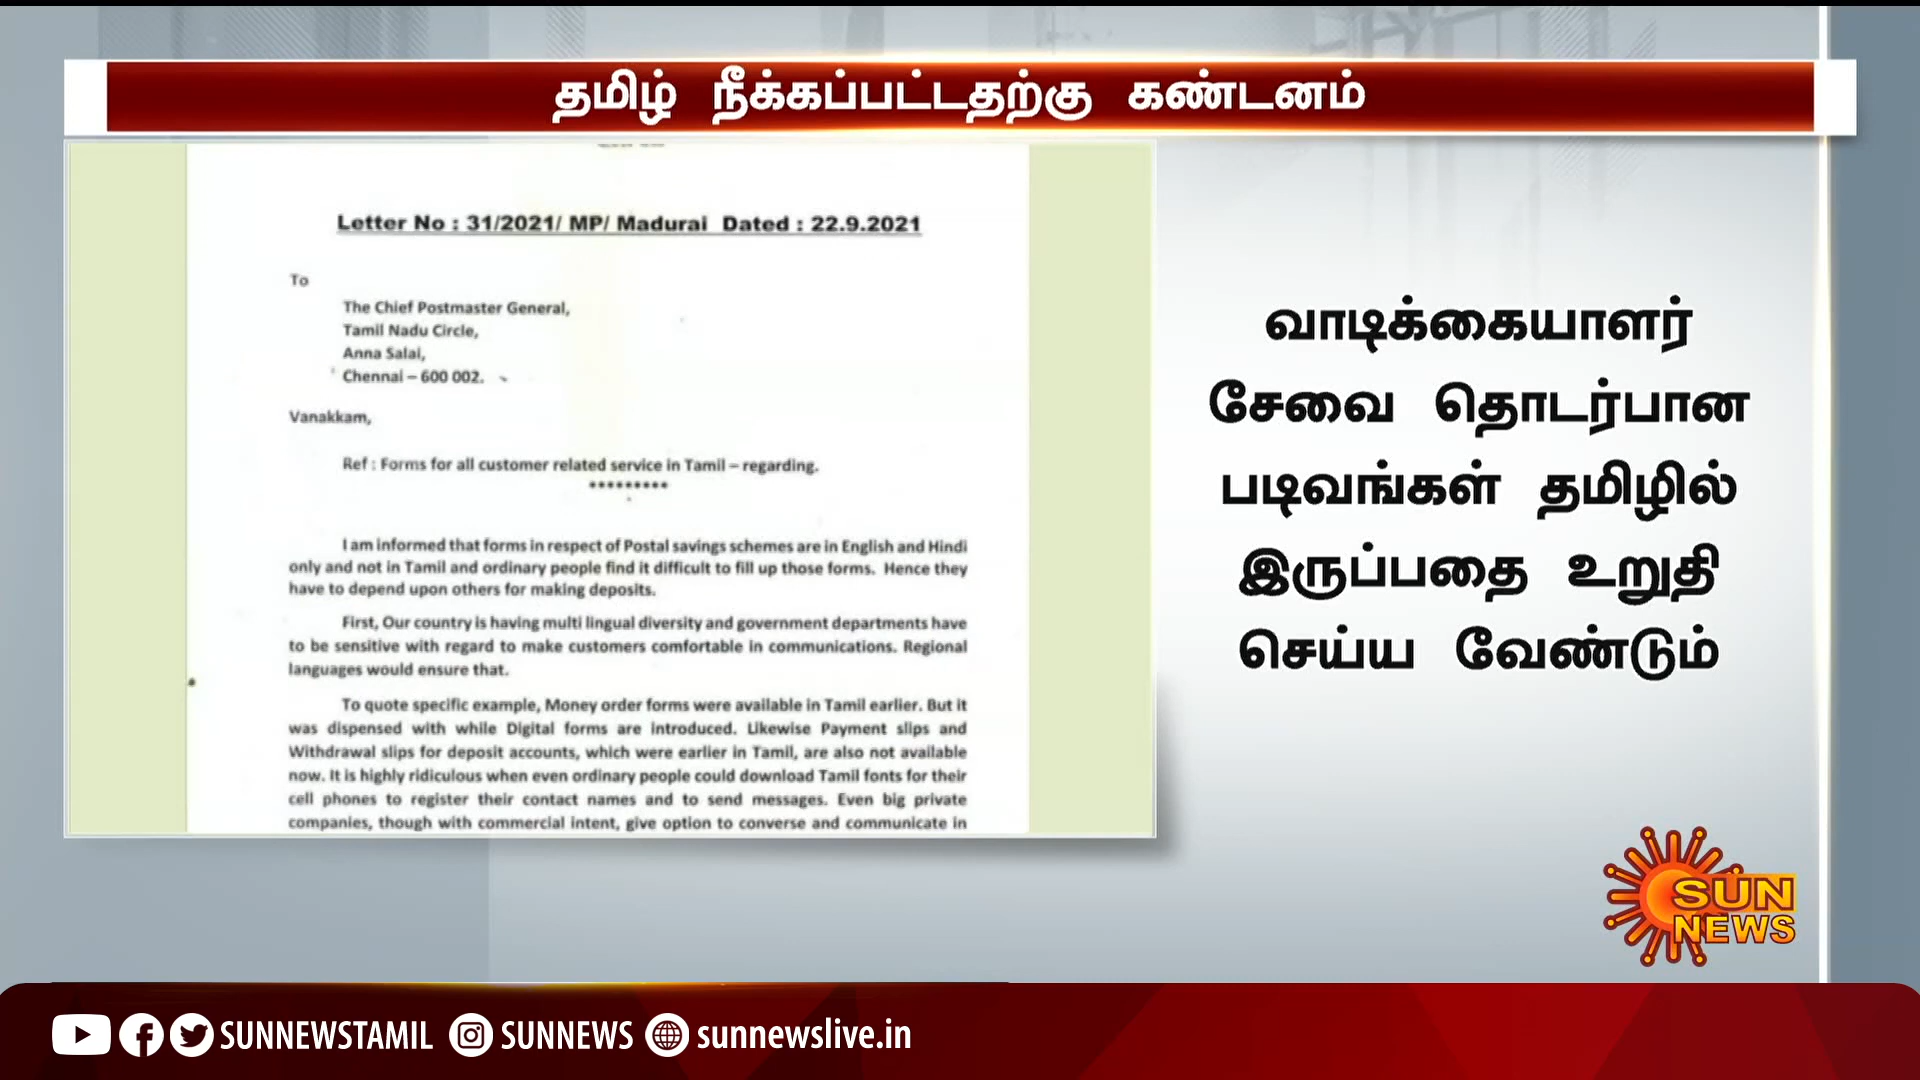 தமிழ் நீக்கப்பட்டதற்கு கண்டனம்
Letter No : 31/2021/ MP/ Madurai Dated : 22.9.2021
To
The Chief Postmaster General,
Tamil Nadu Circle,
Anna Salai,
Chennai – 600 002.
Vanakkam,
Ref : Forms for all customer related service in Tamil – regarding.
*********
I am informed that forms in respect of Postal savings schemes are in English and Hindi
only and not in Tamil and ordinary people find it difficult to fill up those forms. Hence they
have to depend upon others for making deposits.
First, Our country is having multi lingual diversity and government departments have
to be sensitive with regard to make customers comfortable in communications. Regional
languages would ensure that.
To quote specific example, Money order forms were available in Tamil earlier. But it
was dispensed with while Digital forms are introduced. Likewise Payment slips and
Withdrawal slips for deposit accounts, which were earlier in Tamil, are also not available
now. It is highly ridiculous when even ordinary people could download Tamil fonts for their
cell phones to register their contact names and to send messages. Even big private
companies, though with commercial intent, give option to converse and communicate in
வாடிக்கையாளர்
சேவை தொடர்பான
படிவங்கள் தமிழில்
இருப்பதை உறுதி
செய்ய வேண்டும்
SUN
NEWS
SUNNEWSTAMIL SUNNEWS sunnewslive.in